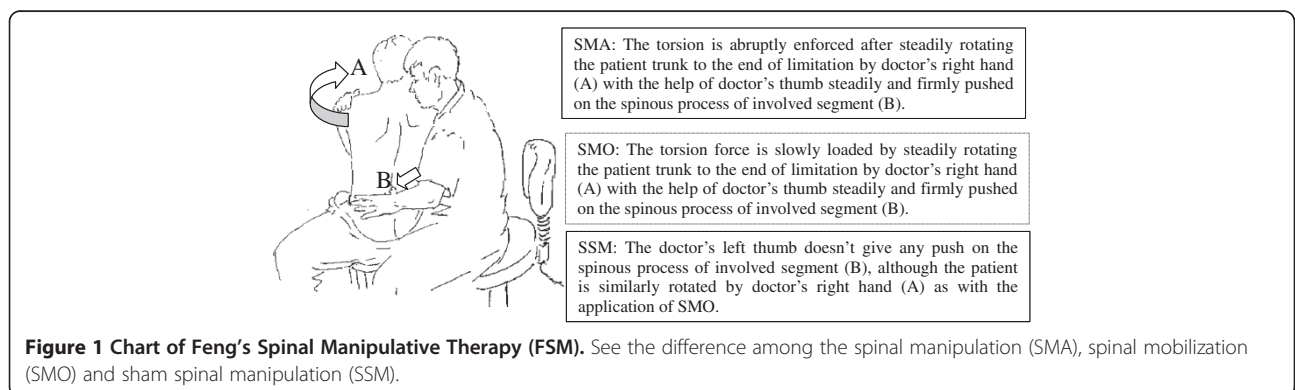 A
B
SMA: The torsion is abruptly enforced after steadily rotating
the patient trunk to the end of limitation by doctor's right hand
(A) with the help of doctor's thumb steadily and firmly pushed
on the spinous process of involved segment (B).
SMO: The torsion force is slowly loaded by steadily rotating
the patient trunk to the end of limitation by doctor's right hand
(A) with the help of doctor's thumb steadily and firmly pushed
on the spinous process of involved segment (B).
SSM: The doctor's left thumb doesn't give any push on the
spinous process of involved segment (B), although the patient
is similarly rotated by doctor's right hand (A) as with the
application of SMO.
Figure 1 Chart of Feng's Spinal Manipulative Therapy (FSM). See the difference among the spinal manipulation (SMA), spinal mobilization
(SMO) and sham spinal manipulation (SSM).